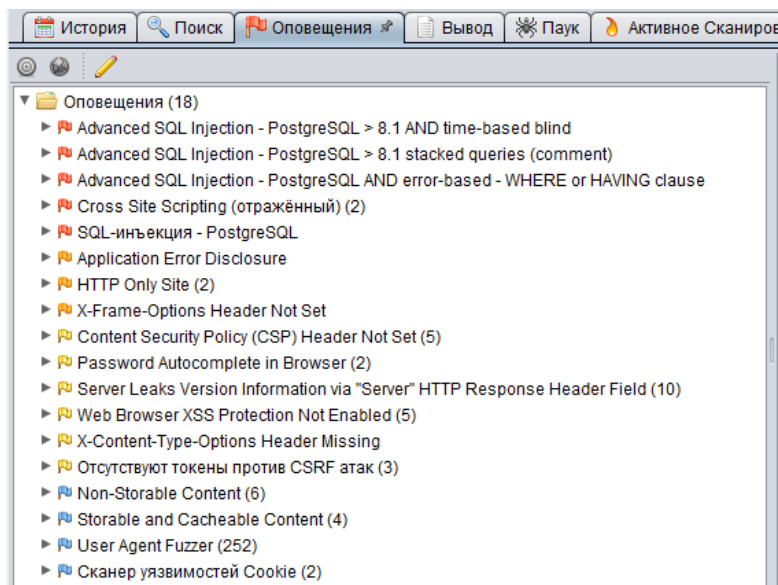 История Поиск Оповещения Вывод Паук Активное Сканиров
Оповещения (18)
Advanced SQL Injection - PostgreSQL > 8.1 AND time-based blind
Advanced SQL Injection - PostgreSQL > 8.1 stacked queries (comment)
Advanced SQL Injection - PostgreSQL AND error-based - WHERE or HAVING clause
Cross Site Scripting (отражённый) (2)
SQL-инъекция - PostgreSQL
Application Error Disclosure
HTTP Only Site (2)
X-Frame-Options Header Not Set
Content Security Policy (CSP) Header Not Set (5)
Password Autocomplete in Browser (2)
Server Leaks Version Information via "Server" HTTP Response Header Field (10)
Web Browser XSS Protection Not Enabled (5)
X-Content-Type-Options Header Missing
Отсутствуют токены против CSRF атак (3)
Non-Storable Content (6)
Storable and Cacheable Content (4)
User Agent Fuzzer (252)
Сканер уязвимостей Cookie (2)